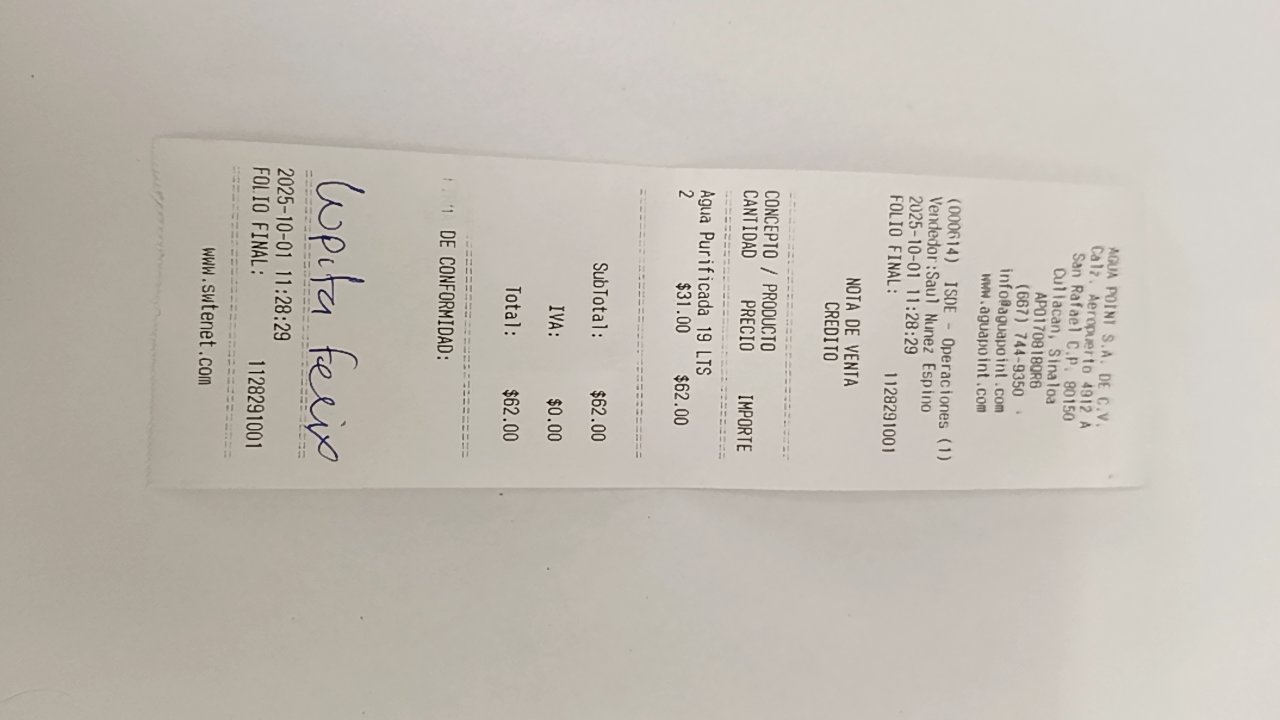 AGUA POINT S.A. DE C.V.
Calz. Aeropuerto 4912 A
San Rafael C.P. 80150
Culiacan, Sinaloa
APO170818QR6
(667) 744-9350
info@aguapoint.com
www.aguapoint.com
(000614) ISDE - Operaciones (1)
Vendedor:Saul Nunez Espino
2025-10-01 11:28:29
FOLIO FINAL: 1128291001
NOTA DE VENTA
CREDITO
CONCEPTO / PRODUCTO
CANTIDAD PRECIO IMPORTE
Agua Purificada 19 LTS
2 $31.00 $62.00
SubTotal: $62.00
IVA: $0.00
Total: $62.00
DE CONFORMIDAD:
Lupita Felix
2025-10-01 11:28:29
FOLIO FINAL: 1128291001
www.swtenet.com